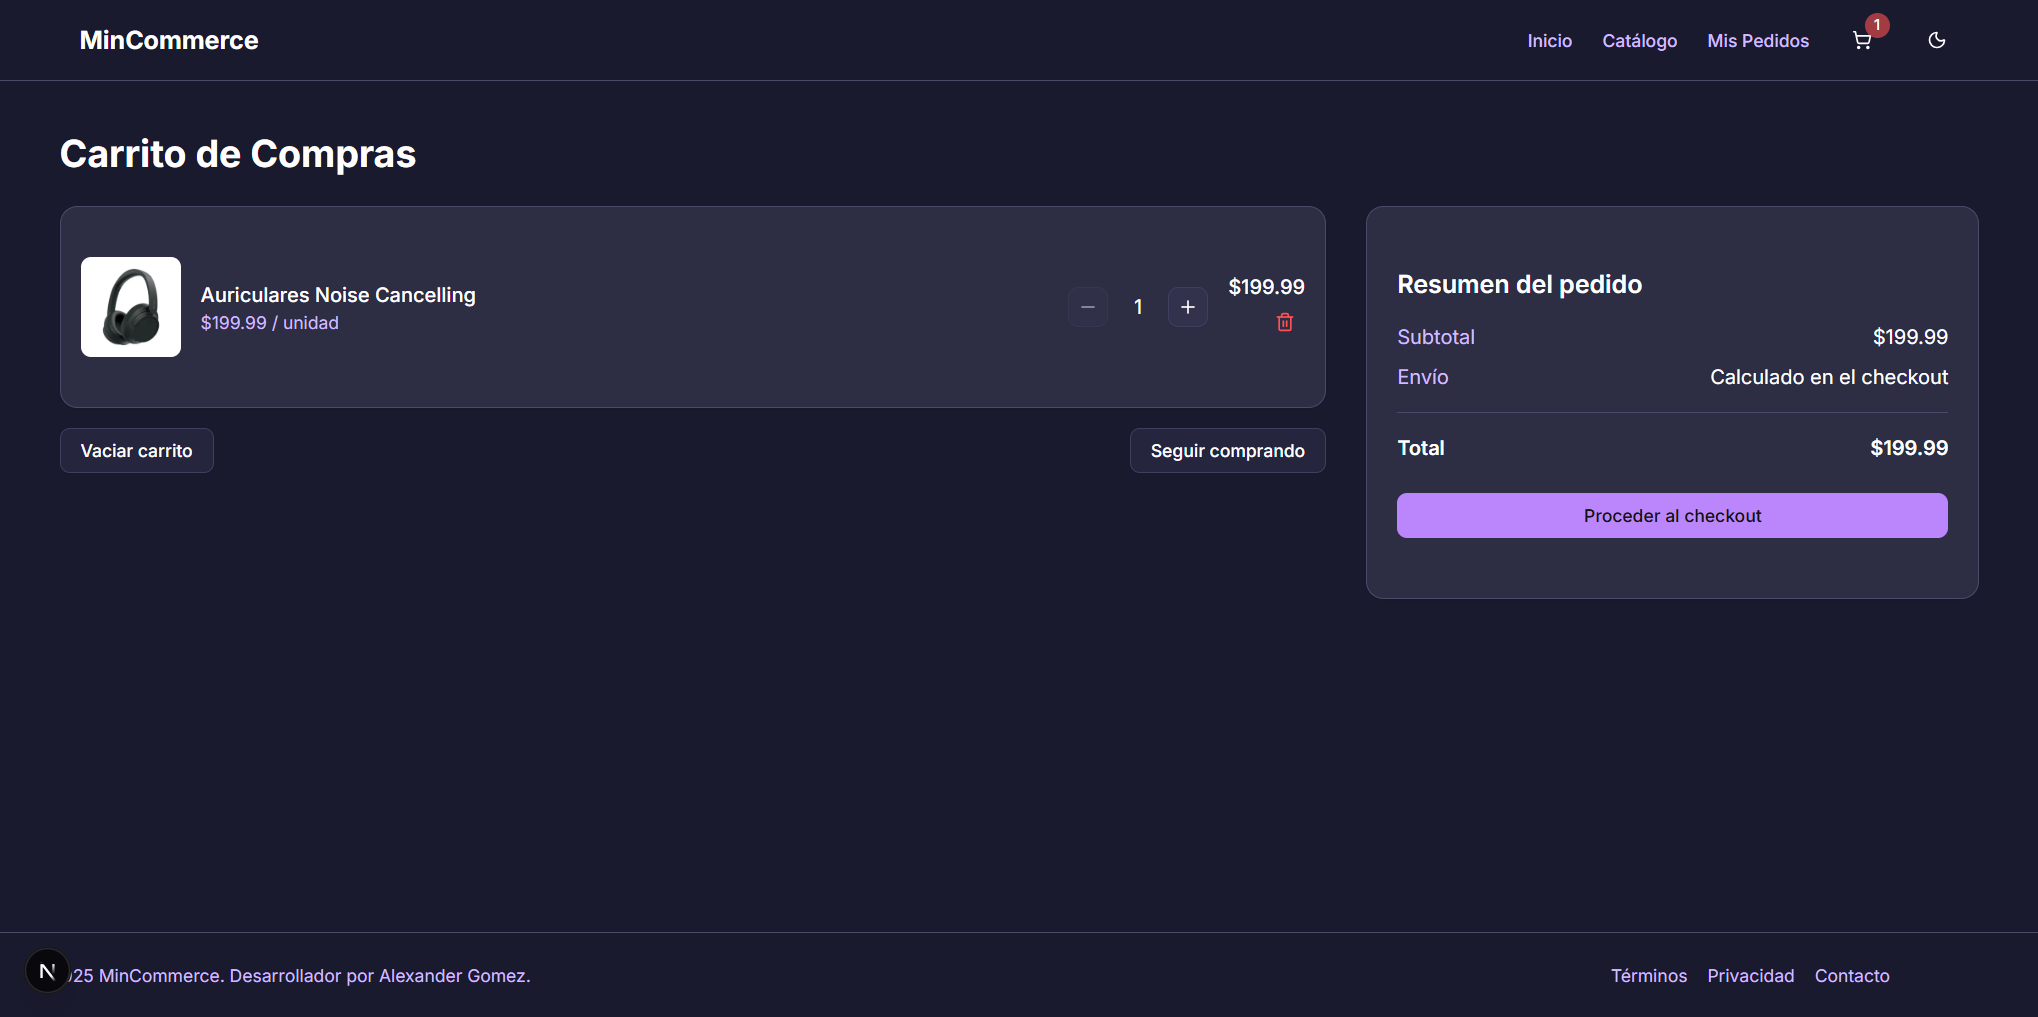 MinCommerce
Inicio Catálogo Mis Pedidos 1
Carrito de Compras
Auriculares Noise Cancelling
$199.99 / unidad
1
$199.99
Vaciar carrito
Seguir comprando
Resumen del pedido
Subtotal $199.99
Envío Calculado en el checkout
Total $199.99
Proceder al checkout
N
25 MinCommerce. Desarrollador por Alexander Gomez.
Términos Privacidad Contacto